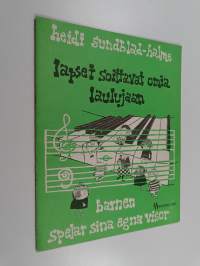 heidi sundblad-halme
lapset soittavat omia
laulujaan
barnen
spelar sina egna visor